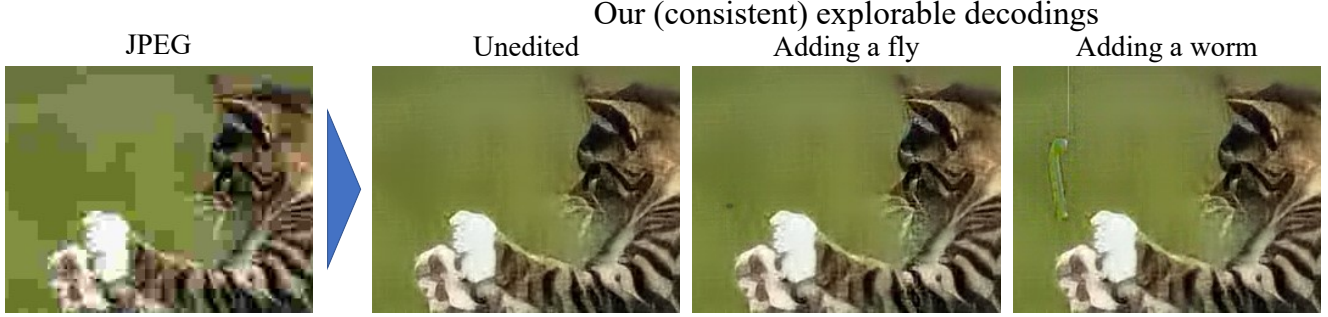 Our (consistent) explorable decodings
JPEG
Unedited
Adding a fly
Adding a worm